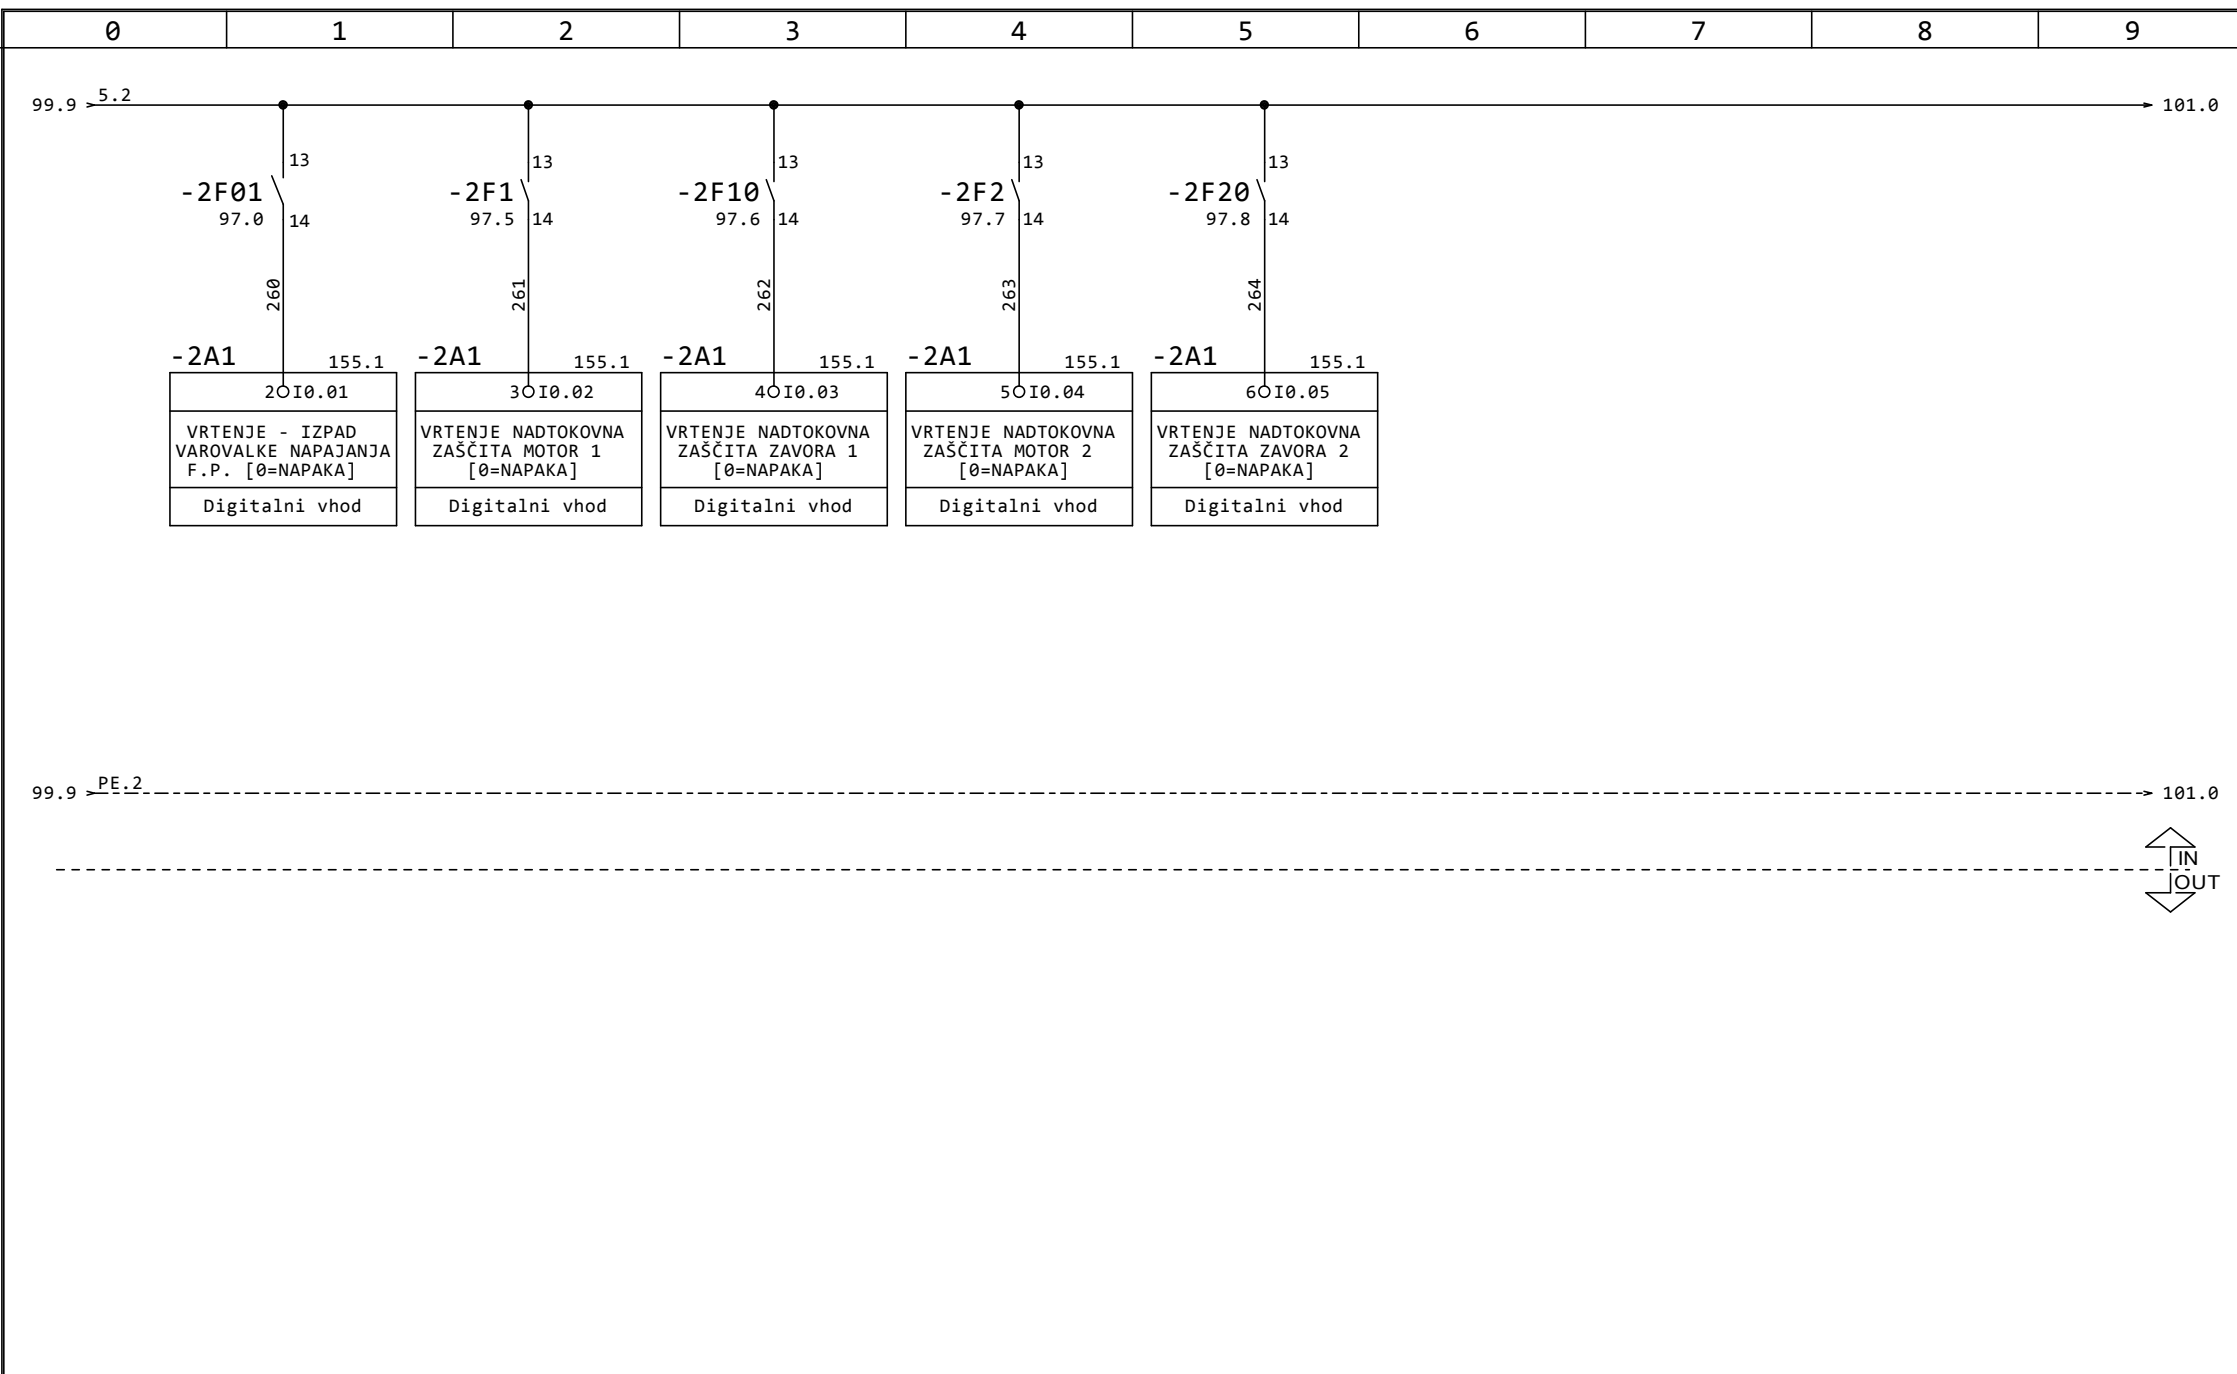 0 1 2 3 4 5 6 7 8 9
99.9 5.2 101.0
13 13 13 13 13
-2F01 -2F1 -2F10 -2F2 -2F20
97.0 14 97.5 14 97.6 14 97.7 14 97.8 14
260 261 262 263 264
-2A1 155.1 -2A1 155.1 -2A1 155.1 -2A1 155.1 -2A1 155.1
2 I0.01
VRTENJE - IZPAD
VAROVALKE NAPAJANJA
F.P. [0=NAPAKA]
Digitalni vhod
3 I0.02
VRTENJE NADTOKOVNA
ZAŠČITA MOTOR 1
[0=NAPAKA]
Digitalni vhod
4 I0.03
VRTENJE NADTOKOVNA
ZAŠČITA ZAVORA 1
[0=NAPAKA]
Digitalni vhod
5 I0.04
VRTENJE NADTOKOVNA
ZAŠČITA MOTOR 2
[0=NAPAKA]
Digitalni vhod
6 I0.05
VRTENJE NADTOKOVNA
ZAŠČITA ZAVORA 2
[0=NAPAKA]
Digitalni vhod
99.9 PE.2 101.0
IN
OUT